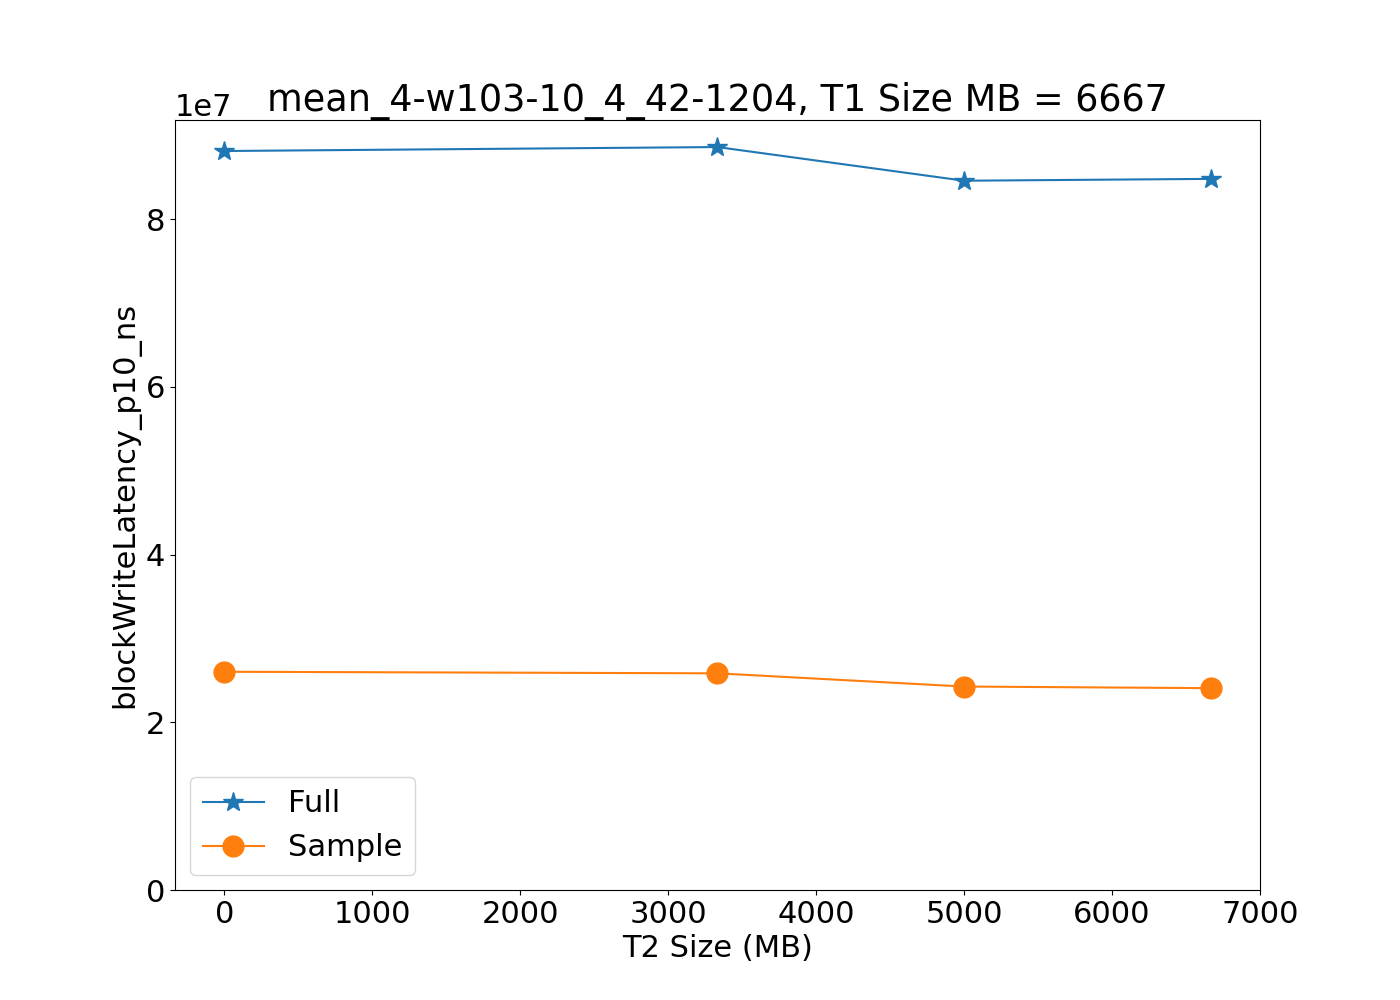 1e7
mean_4-w103-10_4_42-1204, T1 Size MB = 6667
blockWriteLatency_p10_ns
8
6
4
2
0
Full
Sample
0 1000 2000 3000 4000 5000 6000 7000
T2 Size (MB)